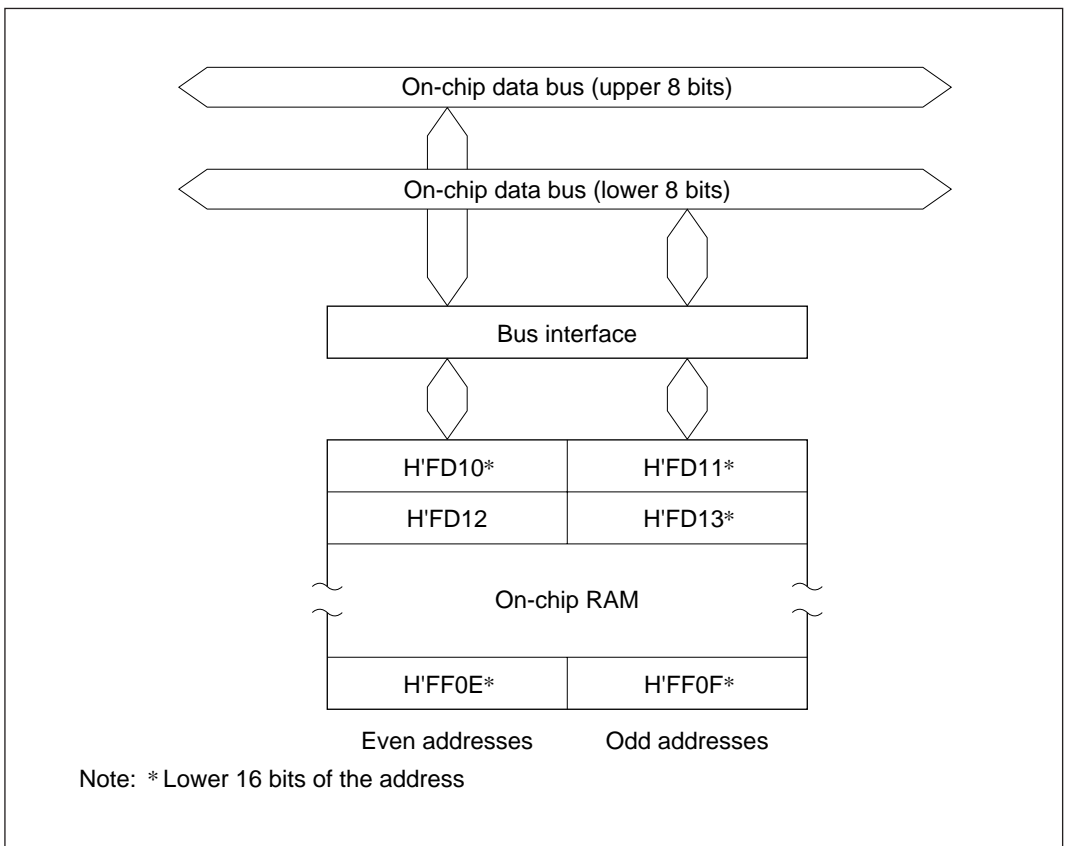 On-chip data bus (upper 8 bits)
On-chip data bus (lower 8 bits)
Bus interface
H'FD10* H'FD11*
H'FD12 H'FD13*
On-chip RAM
H'FF0E* H'FF0F*
Even addresses Odd addresses
Note: * Lower 16 bits of the address